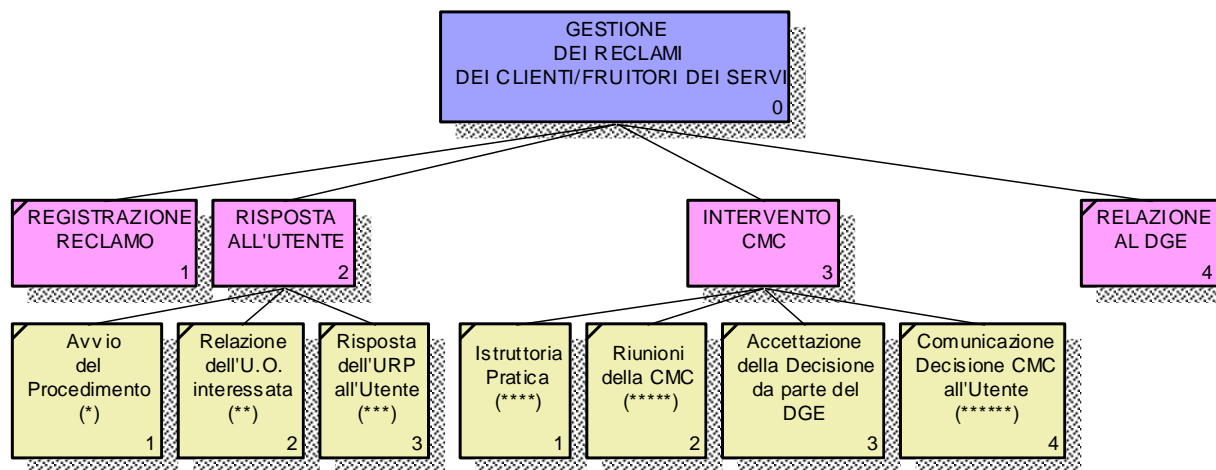 GESTIONE
DEI RECLAMI
DEI CLIENTI/FRUITORI DEI SERVI
0
REGISTRAZIONE
RECLAMO
1
RISPOSTA
ALL'UTENTE
2
INTERVENTO
CMC
3
RELAZIONE
AL DGE
4
Avvio
del
Procedimento
(*)
1
Relazione
dell'U.O.
interessata
(**)
2
Risposta
dell'URP
all'Utente
(***)
3
Istruttoria
Pratica
(****)
1
Riunioni
della CMC
(*****)
2
Accettazione
della Decisione
da parte del
DGE
3
Comunicazione
Decisione CMC
all'Utente
(******)
4